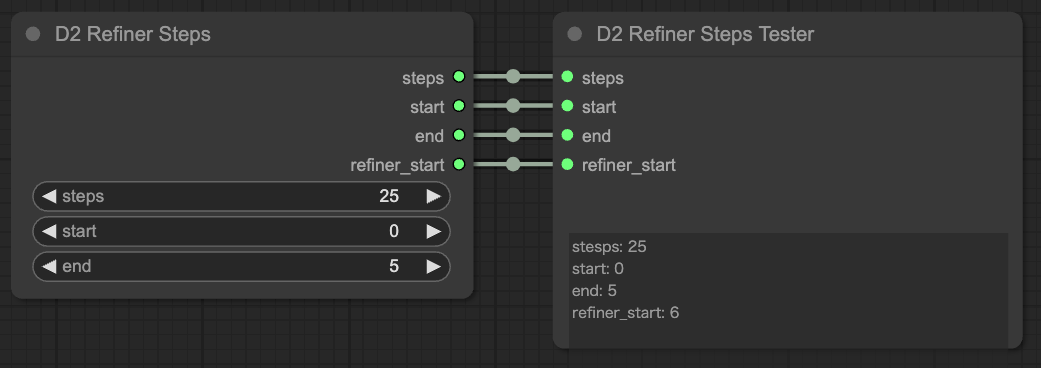 D2 Refiner Steps
steps
start
end
refiner_start
steps 25
start 0
end 5
D2 Refiner Steps Tester
steps
start
end
refiner_start
stesps: 25
start: 0
end: 5
refiner_start: 6